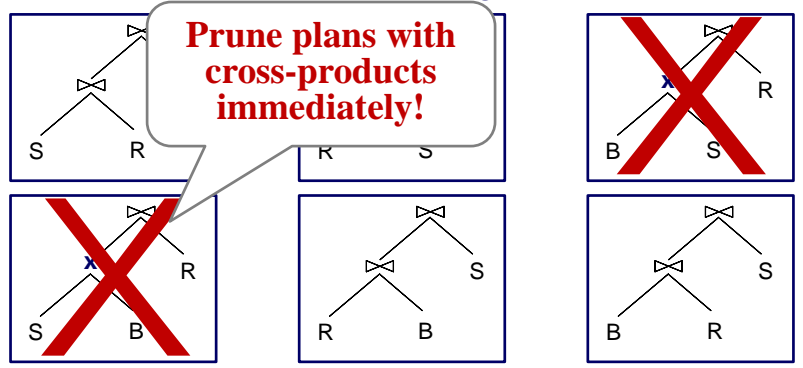 Prune plans with
cross-products
immediately!
S R
R S
x
R
B S
x
R
S B
S
R B
S
B R